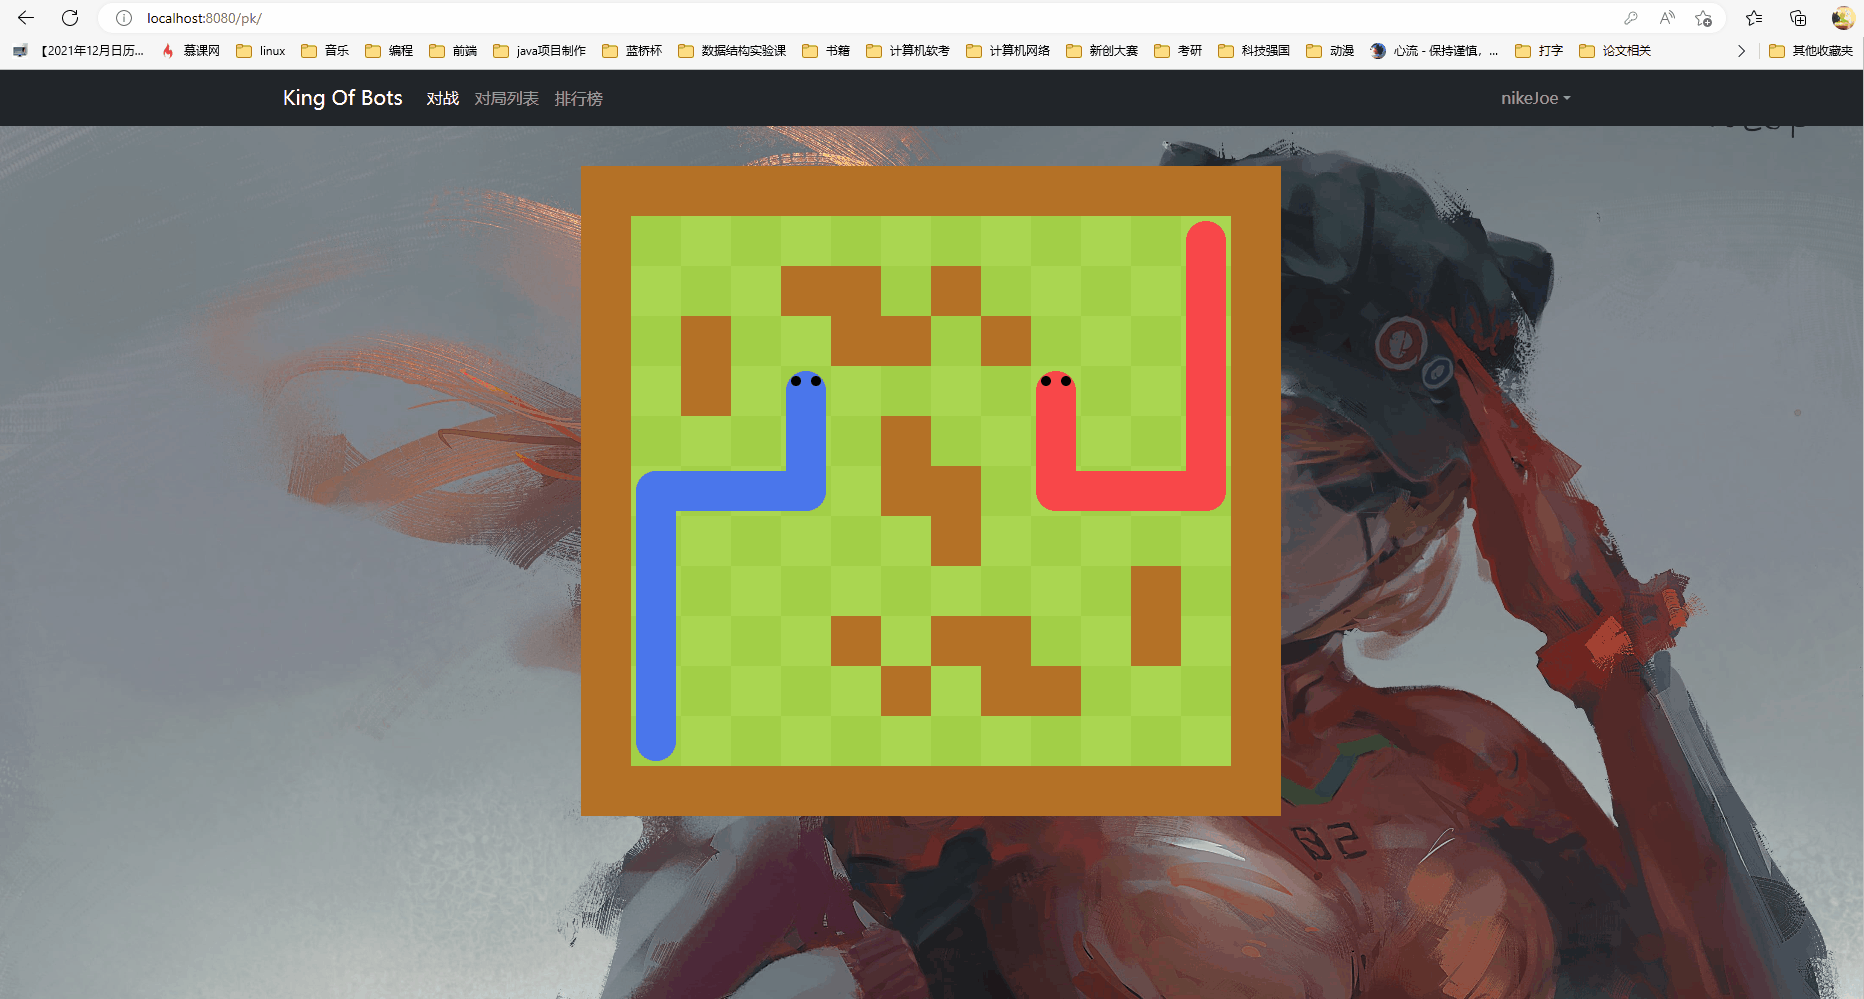 localhost:8080/pk/
【2021年12月日历... 慕课网 linux 音乐 编程 前端 java项目制作 蓝桥杯 数据结构实验课 书籍 计算机软考 计算机网络 新创大赛 考研 科技强国 动漫 心流 - 保持谨慎，... 打字 论文相关 其他收藏夹
King Of Bots 对战 对局列表 排行榜 nikeJoe
02